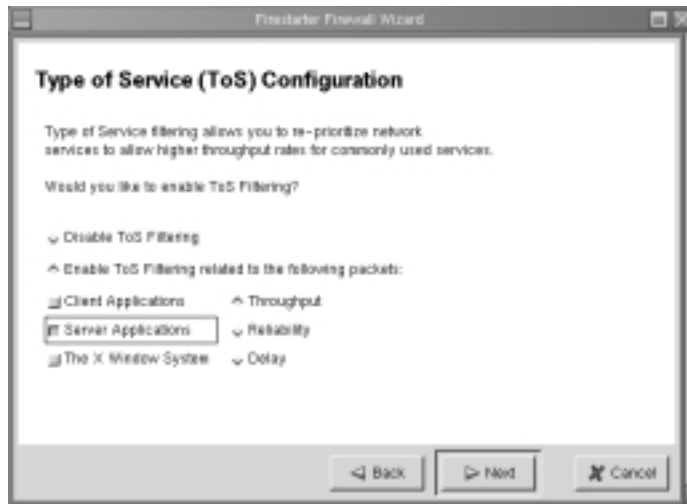 Firestarter Firewall Wizard
Type of Service (ToS) Configuration
Type of Service filtering allows you to re-prioritize network
services to allow higher throughput rates for commonly used services.
Would you like to enable ToS Filtering?
Disable ToS Filtering
Enable ToS Filtering related to the following packets:
Client Applications
Throughput
Server Applications
Reliability
The X Window System
Delay
Back
Next
Cancel